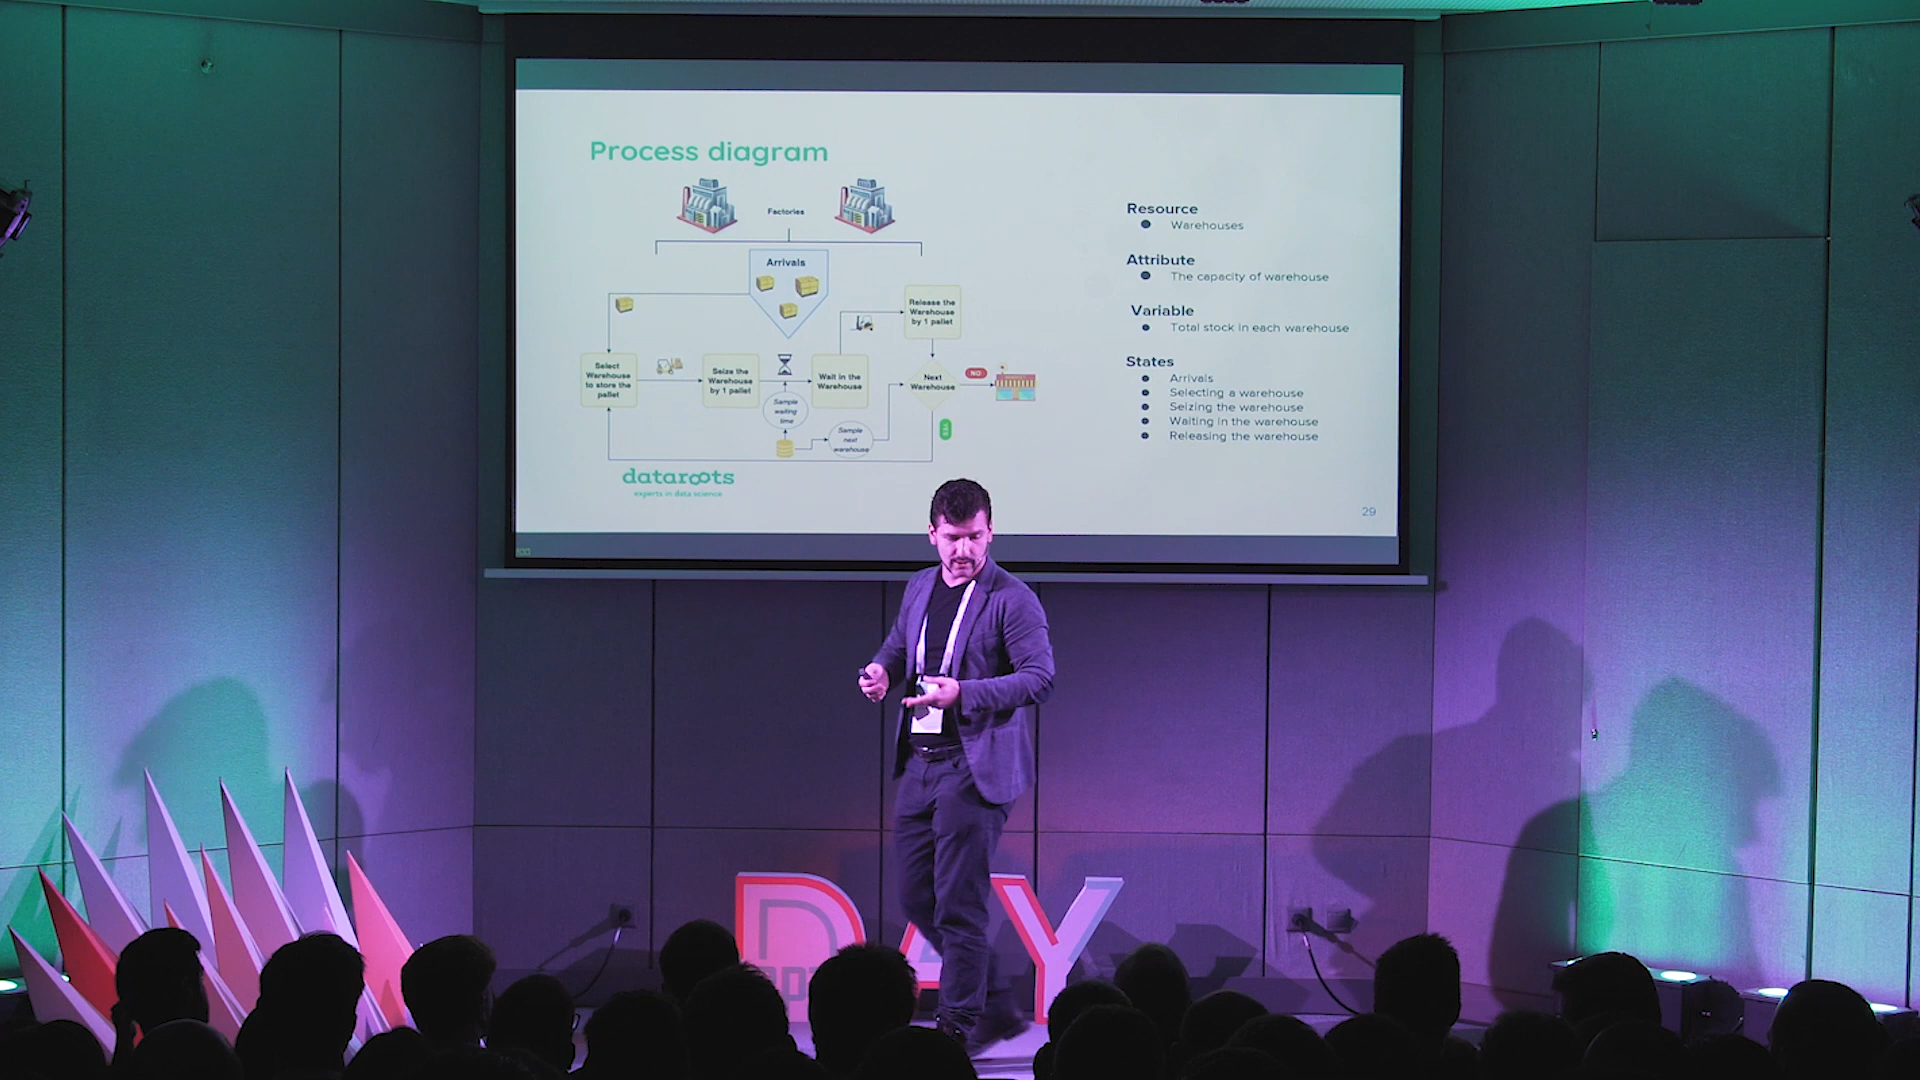 Process diagram
Factories
Arrivals
Release the
Warehouse
by 1 pallet
Select
Warehouse
to store the
pallet
Seize the
Warehouse
by 1 pallet
Wait in the
Warehouse
Next
Warehouse
NO
YES
Sample
waiting
time
Sample
next
warehouse
dataroots
experts in data science
Resource
Warehouses
Attribute
The capacity of warehouse
Variable
Total stock in each warehouse
States
Arrivals
Selecting a warehouse
Seizing the warehouse
Waiting in the warehouse
Releasing the warehouse
29
DAY